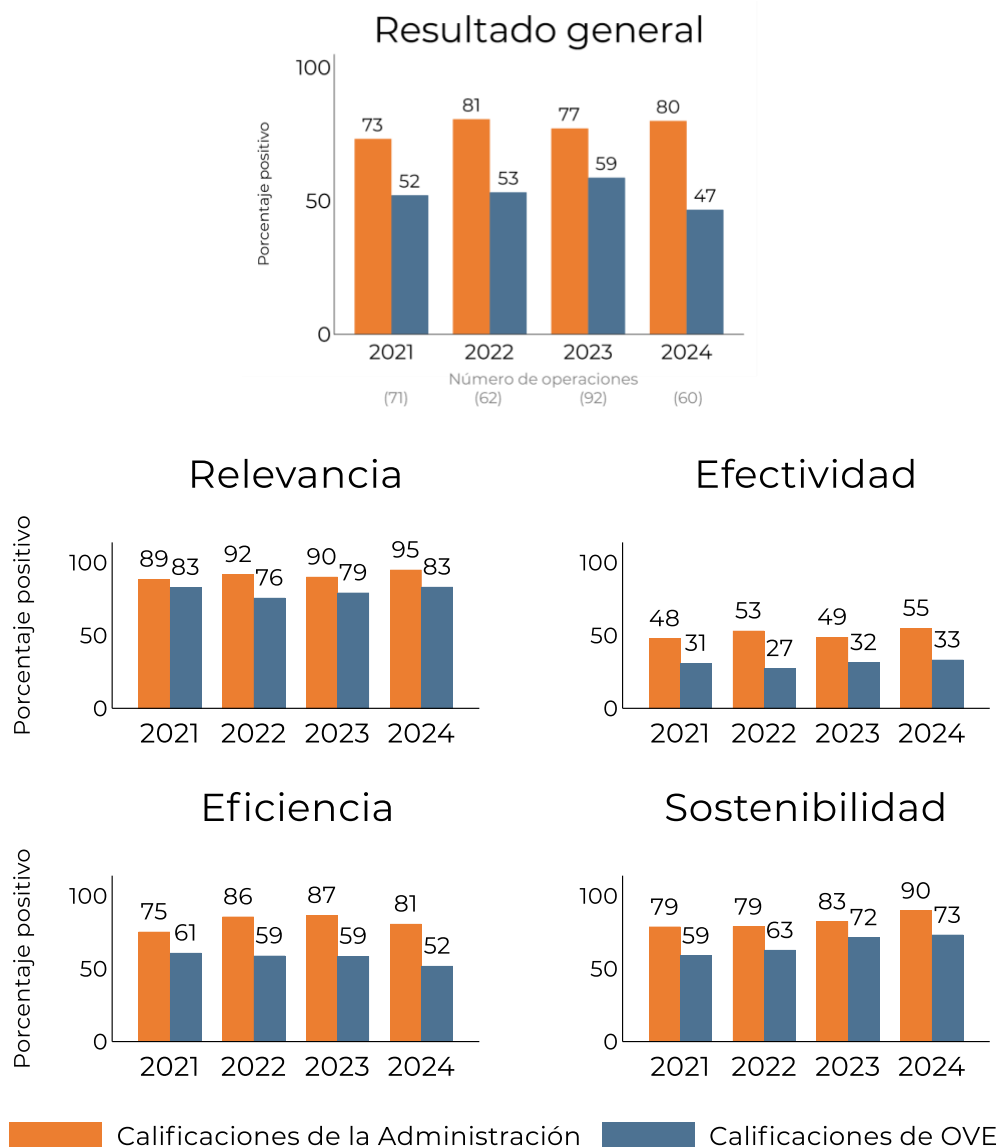 Resultado general
Porcentaje positivo
100
50
0
73
52
81
53
77
59
80
47
2021 2022 2023 2024
Número de operaciones
(71) (62) (92) (60)
Relevancia
Porcentaje positivo
100
50
0
89 83 92 76 90 79 95 83
2021 2022 2023 2024
Efectividad
100
50
0
48 31 53 27 49 32 55 33
2021 2022 2023 2024
Eficiencia
Porcentaje positivo
100
50
0
75 61 86 59 87 59 81 52
2021 2022 2023 2024
Sostenibilidad
100
50
0
79 59 79 63 83 72 90 73
2021 2022 2023 2024
Calificaciones de la Administración
Calificaciones de OVE